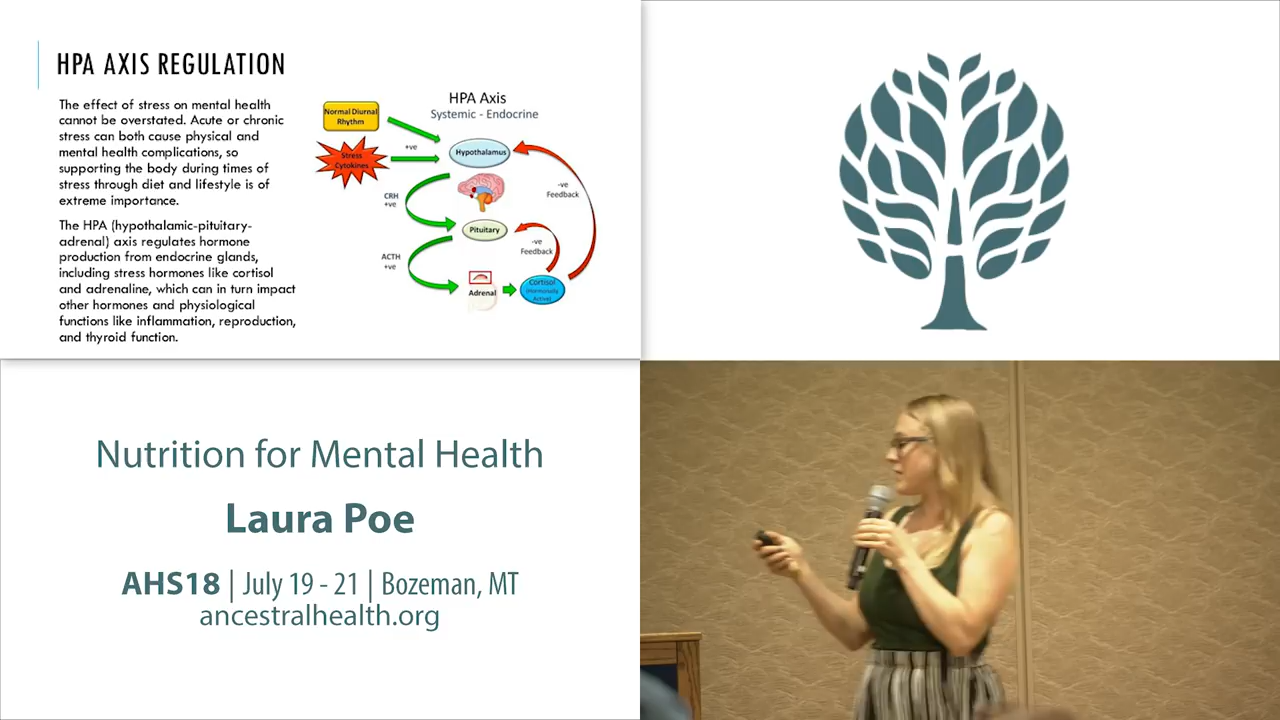 HPA AXIS REGULATION
The effect of stress on mental health
cannot be overstated. Acute or chronic
stress can both cause physical and
mental health complications, so
supporting the body during times of
stress through diet and lifestyle is of
extreme importance.
The HPA (hypothalamic-pituitary-
adrenal) axis regulates hormone
production from endocrine glands,
including stress hormones like cortisol
and adrenaline, which can in turn impact
other hormones and physiological
functions like inflammation, reproduction,
and thyroid function.
HPA Axis
Systemic - Endocrine
Normal Diurnal
Rhythm
+ve
Stress
Cytokines
Hypothalamus
-ve
Feedback
CRH
+ve
Pituitary
-ve
Feedback
ACTH
+ve
Adrenal
Cortisol
(Hormonally
Active)
Nutrition for Mental Health
Laura Poe
AHS18 | July 19 - 21 | Bozeman, MT
ancestralhealth.org